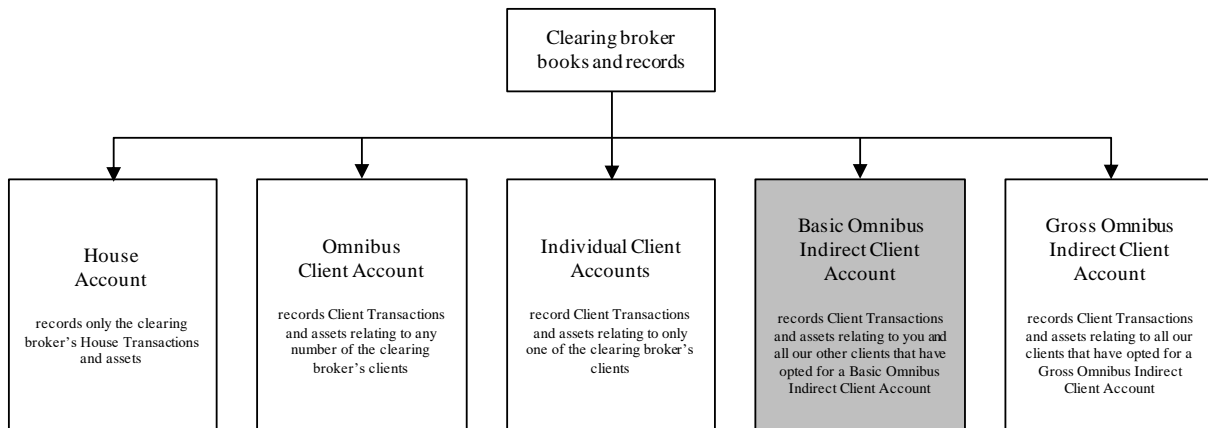 Clearing broker
books and records
House
Account
records only the clearing
broker's House Transactions
and assets
Omnibus
Client Account
records Client Transactions
and assets relating to any
number of the clearing
broker's clients
Individual Client
Accounts
record Client Transactions
and assets relating to only
one of the clearing broker's
clients
Basic Omnibus
Indirect Client
Account
records Client Transactions
and assets relating to you and
all our other clients that have
opted for a Basic Omnibus
Indirect Client Account
Gross Omnibus
Indirect Client
Account
records Client Transactions
and assets relating to all our
clients that have opted for a
Gross Omnibus Indirect
Client Account